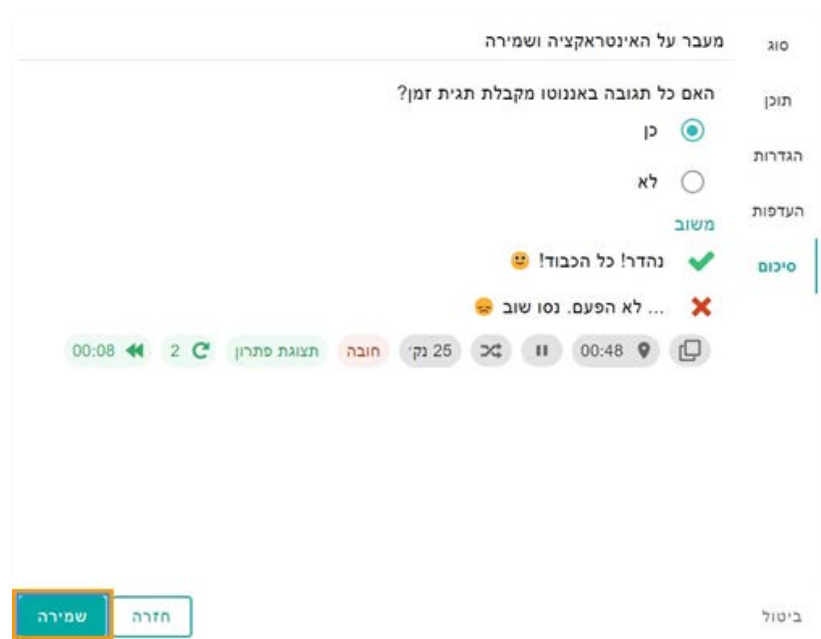 מעבר על האינטראקציה ושמירה
סוג
תוכן
הגדרות
העדפות
סיכום
האם כל תגובה באננוטו מקבלת תגית זמן?
כן
לא
משוב
נהדר! כל הכבוד! 🙂
... לא הפעם. נסו שוב 😞
00:48 25 נק׳ חובה תצוגת פתרון 2 00:08
ביטול
חזרה
שמירה